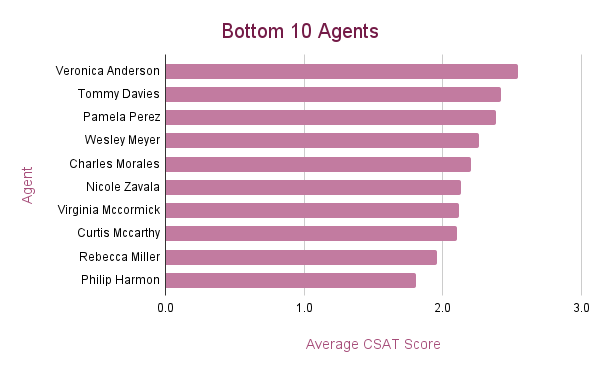 Bottom 10 Agents
Agent
Veronica Anderson
Tommy Davies
Pamela Perez
Wesley Meyer
Charles Morales
Nicole Zavala
Virginia Mccormick
Curtis Mccarthy
Rebecca Miller
Philip Harmon
0.0 1.0 2.0 3.0
Average CSAT Score